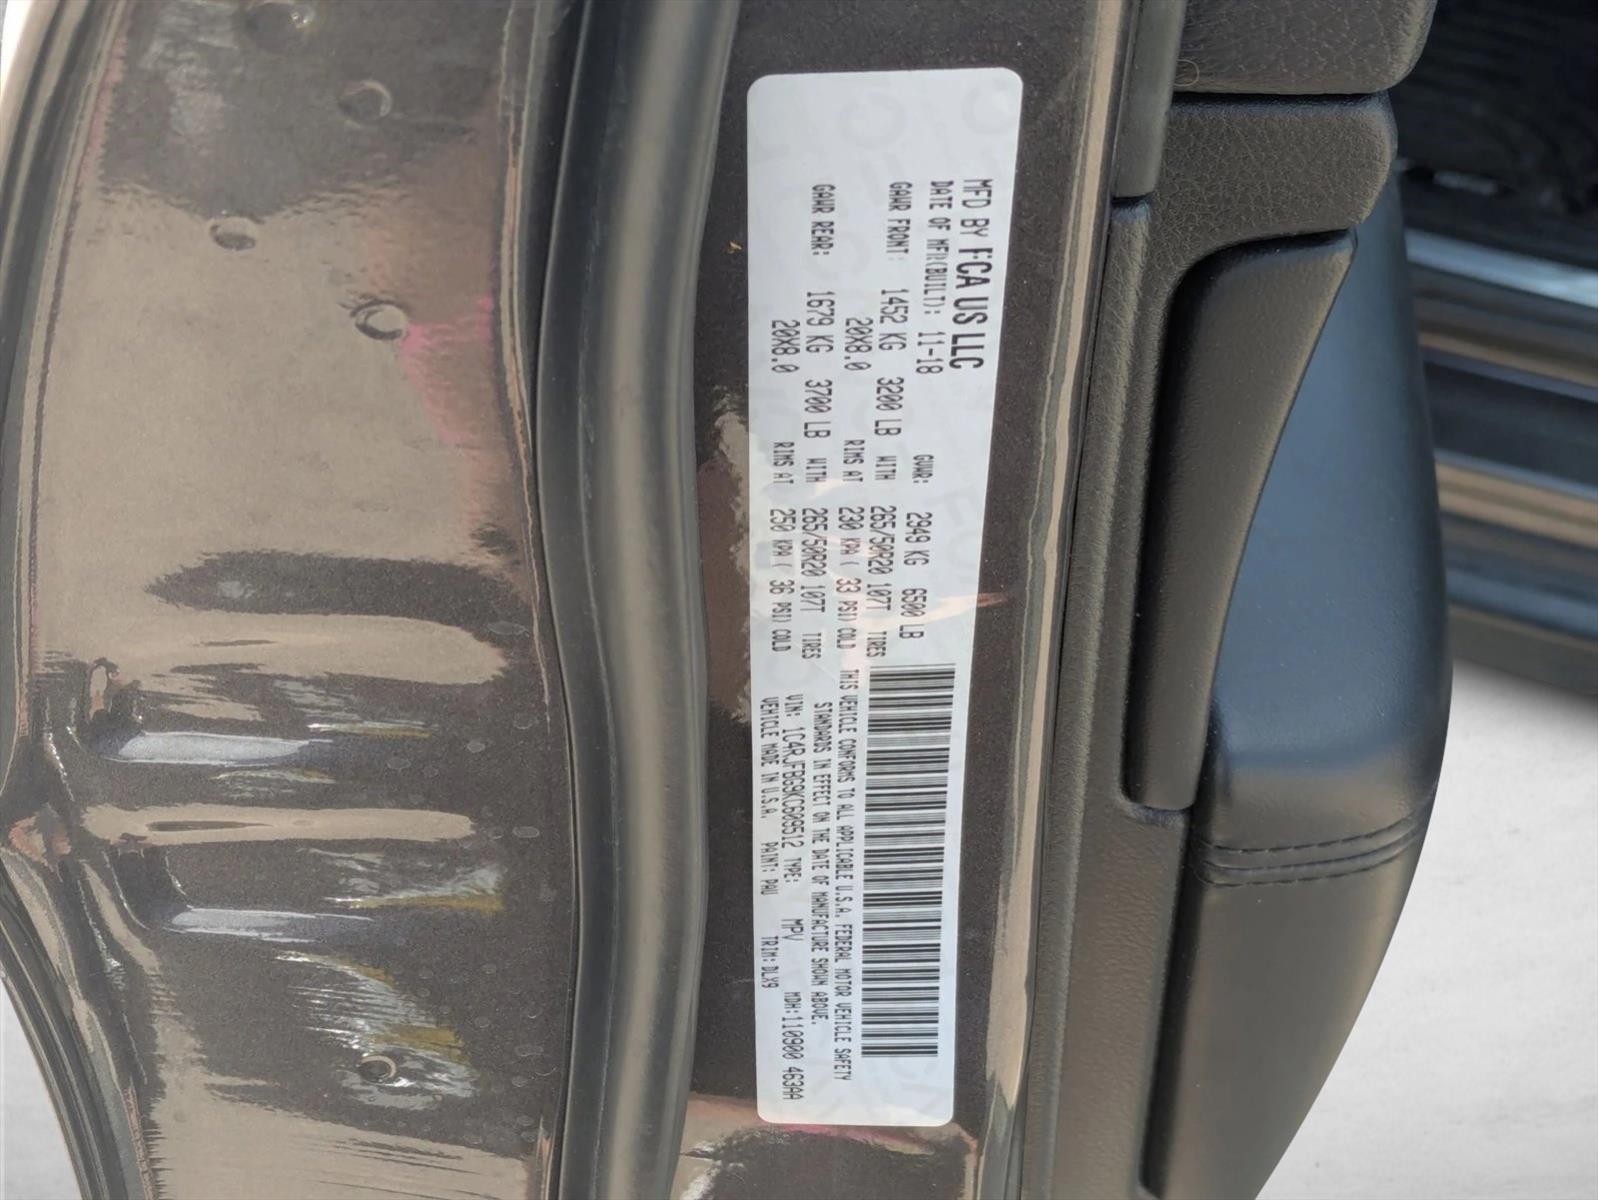 MFD BY FCA US LLC
DATE OF MFR(BUILT): 11-18 GVWR: 2949 KG 6500 LB
GAWR FRONT: 1452 KG 3200 LB WITH 265/50R20 107T TIRES
20X8.0 RIMS AT 230 KPA ( 33 PSI) COLD
GAWR REAR: 1679 KG 3700 LB WITH 265/50R20 107T TIRES
20X8.0 RIMS AT 250 KPA ( 36 PSI) COLD
THIS VEHICLE CONFORMS TO ALL APPLICABLE U.S.A. FEDERAL MOTOR VEHICLE SAFETY
STANDARDS IN EFFECT ON THE DATE OF MANUFACTURE SHOWN ABOVE.
VIN: 1C4RJFBG9KC609512 TYPE: MPV MDH:110900 463AA
VEHICLE MADE IN U.S.A. PAINT: PAU TRIM: DLX9